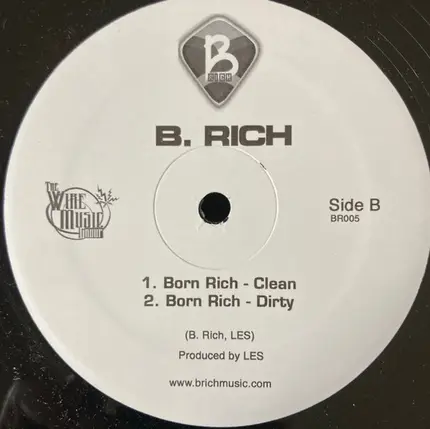 B
RICH
B. RICH
THE
WIRE
MUSIC
Side B
BR005
1. Born Rich - Clean
2. Born Rich - Dirty
(B. Rich, LES)
Produced by LES
www.brichmusic.com